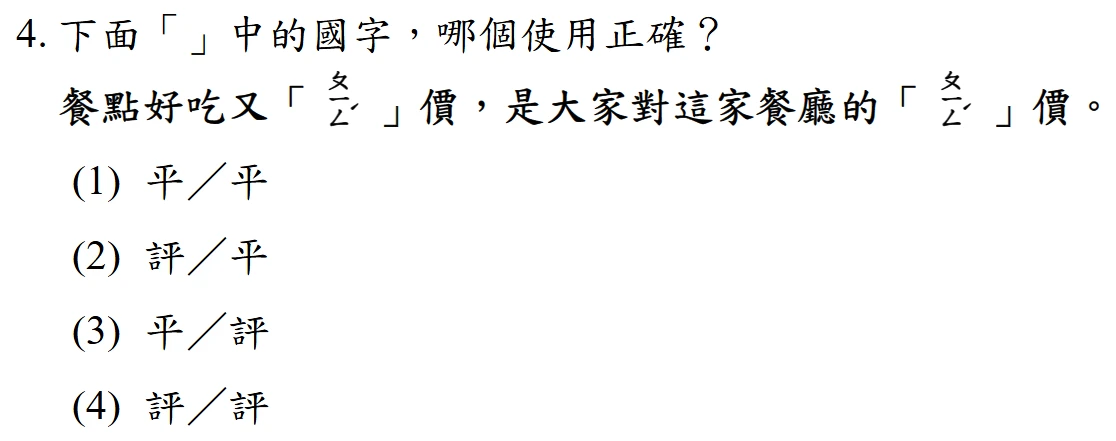 4. 下面「」中的國字，哪個使用正確？
餐點好吃又「ㄆㄧㄥˊ」價，是大家對這家餐廳的「ㄆㄧㄥˊ」價。
(1) 平／平
(2) 評／平
(3) 平／評
(4) 評／評